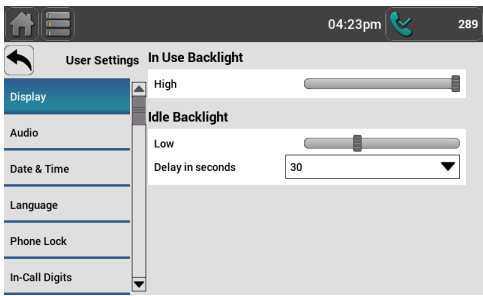 04:23pm 289
User Settings
Display
Audio
Date & Time
Language
Phone Lock
In-Call Digits
In Use Backlight
High
Idle Backlight
Low
Delay in seconds 30